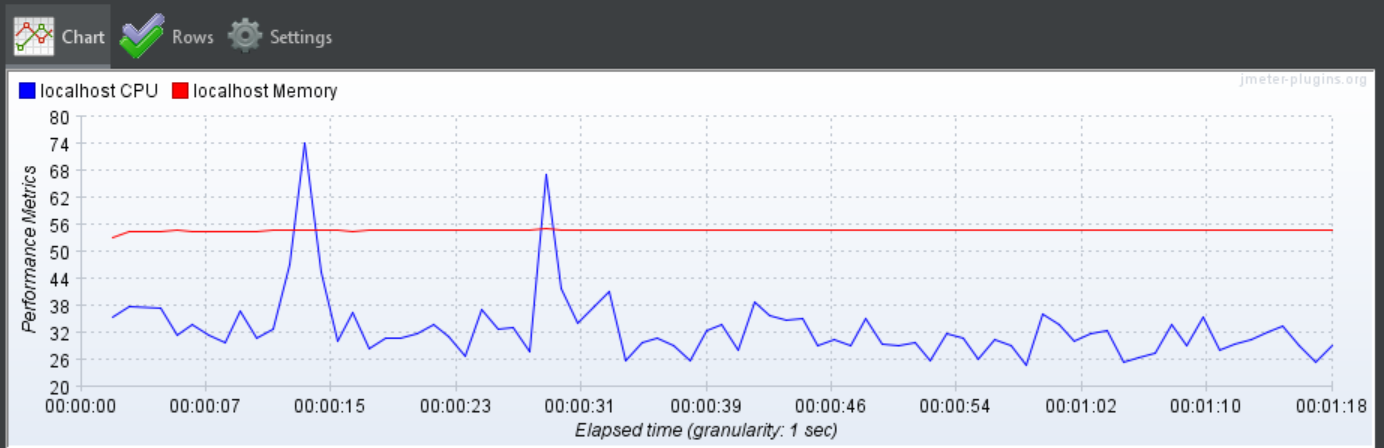 Chart Rows Settings
jmeter-plugins.org
localhost CPU localhost Memory
80
74
68
62
56
50
44
38
32
26
20
Performance Metrics
00:00:00 00:00:07 00:00:15 00:00:23 00:00:31 00:00:39 00:00:46 00:00:54 00:01:02 00:01:10 00:01:18
Elapsed time (granularity: 1 sec)